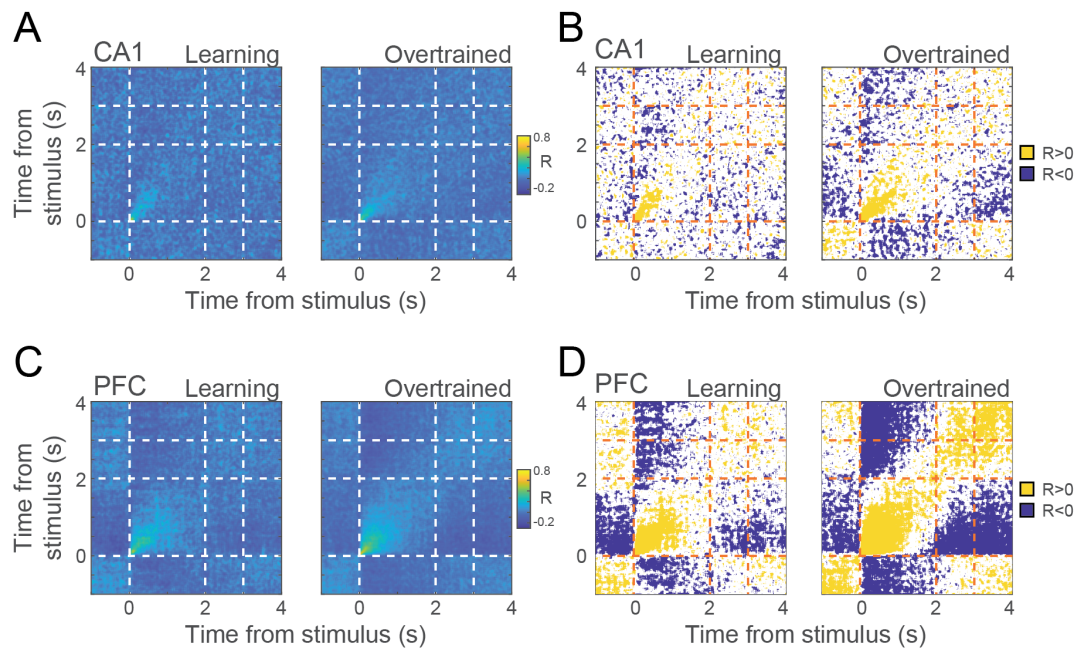 A
B
CA1 Learning Overtrained
CA1 Learning Overtrained
4
2
0
Time from
stimulus (s)
0.8
R
-0.2
4
2
0
R>0
R<0
0 2 4 0 2 4
0 2 4 0 2 4
Time from stimulus (s)
Time from stimulus (s)
C
D
PFC Learning Overtrained
PFC Learning Overtrained
4
2
0
Time from
stimulus (s)
0.8
R
-0.2
4
2
0
R>0
R<0
0 2 4 0 2 4
0 2 4 0 2 4
Time from stimulus (s)
Time from stimulus (s)